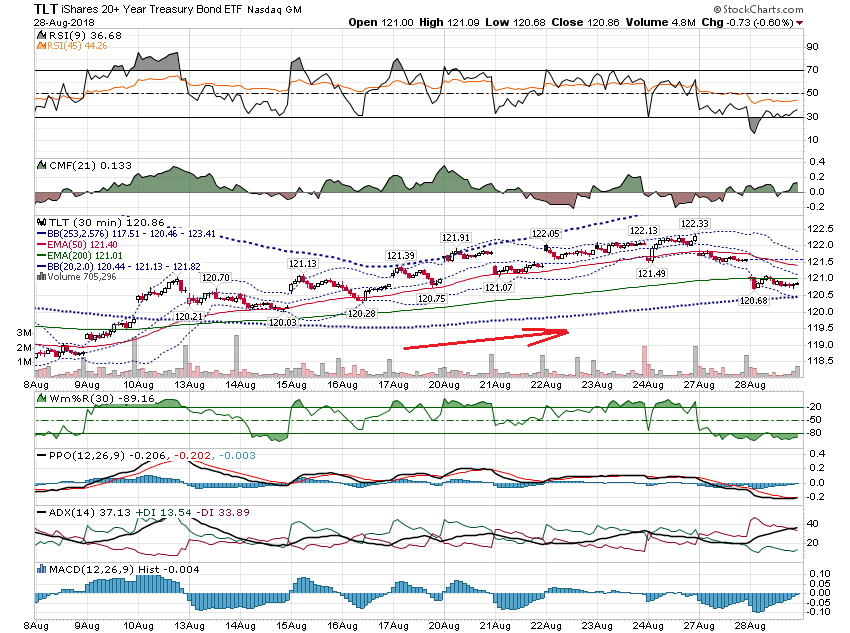 TLT iShares 20+ Year Treasury Bond ETF Nasdaq GM © StockCharts.com
28-Aug-2018 Open 121.00 High 121.09 Low 120.68 Close 120.86 Volume 4.8M Chg -0.73 (-0.60%)
RSI(9) 36.68
RSI(45) 44.26
90
70
50
30
10
CMF(21) 0.133
0.4
0.2
0.0
-0.2
TLT (30 min) 120.86
BB(253,2.576) 117.51 - 120.46 - 123.41
EMA(50) 121.40
EMA(200) 121.01
BB(20,2.0) 120.44 - 121.13 - 121.82
Volume 705,296
122.5
122.0
121.5
121.0
120.5
120.0
119.5
119.0
118.5
3M
2M
1M
120.21
120.70
120.03
121.13
120.28
121.39
120.75
121.91
121.07
122.05
122.13
121.49
122.33
120.68
8Aug 9Aug 10Aug 13Aug 14Aug 15Aug 16Aug 17Aug 20Aug 21Aug 22Aug 23Aug 24Aug 27Aug 28Aug
Wm%R(30) -89.16
-20
-50
-80
PPO(12,26,9) -0.206, -0.202, -0.003
0.4
0.2
0.0
-0.2
ADX(14) 37.13 +DI 13.54 -DI 33.89
40
20
MACD(12,26,9) Hist -0.004
0.10
0.05
0.00
-0.05
-0.10
8Aug 9Aug 10Aug 13Aug 14Aug 15Aug 16Aug 17Aug 20Aug 21Aug 22Aug 23Aug 24Aug 27Aug 28Aug